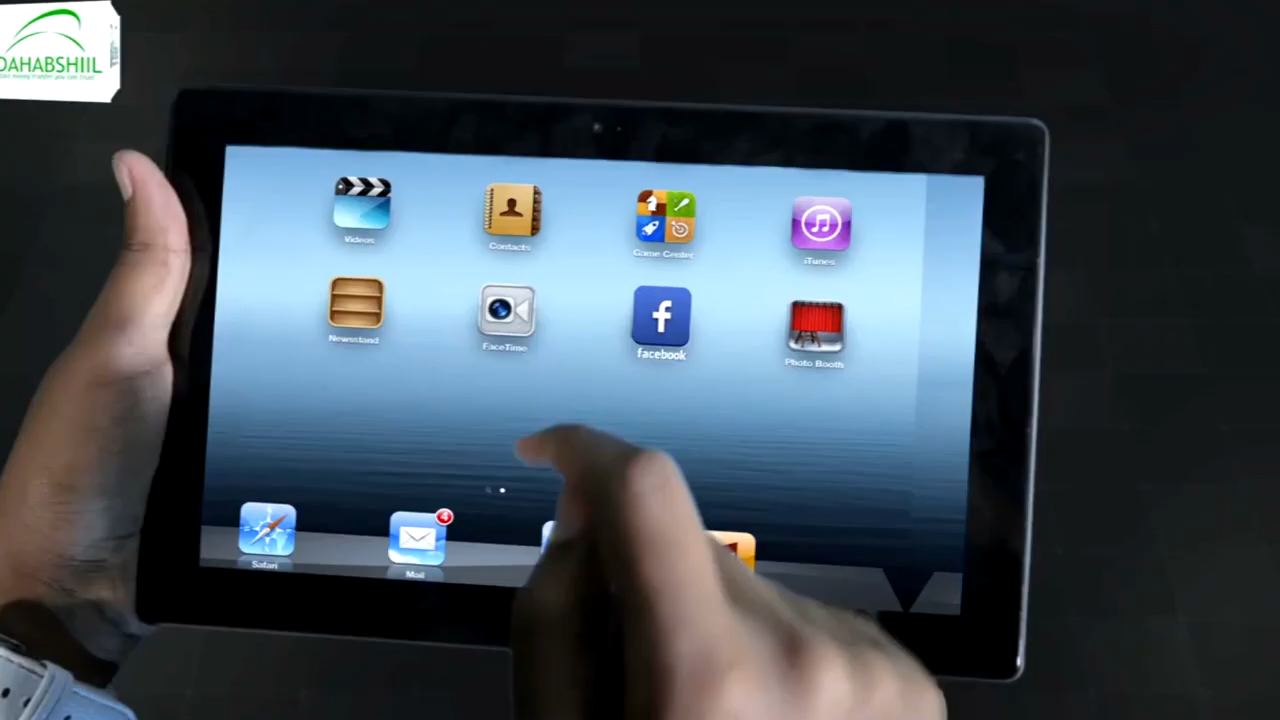 DAHABSHIIL
Videos
Contacts
Game Center
iTunes
Newsstand
FaceTime
facebook
Photo Booth
4
Safari
Mail